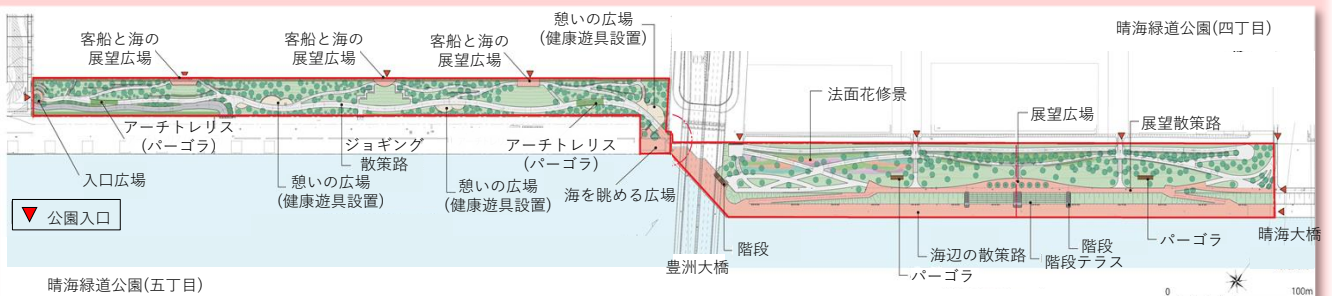 憩いの広場
(健康遊具設置)
晴海緑道公園(四丁目)
客船と海の
展望広場
客船と海の
展望広場
客船と海の
展望広場
法面花修景
展望広場
展望散策路
アーチトレリス
(パーゴラ)
ジョギング
散策路
アーチトレリス
(パーゴラ)
入口広場
憩いの広場
(健康遊具設置)
憩いの広場
(健康遊具設置)
海を眺める広場
公園入口
豊洲大橋
階段
パーゴラ
海辺の散策路
階段テラス
階段
パーゴラ
晴海大橋
晴海緑道公園(五丁目)
0
100m